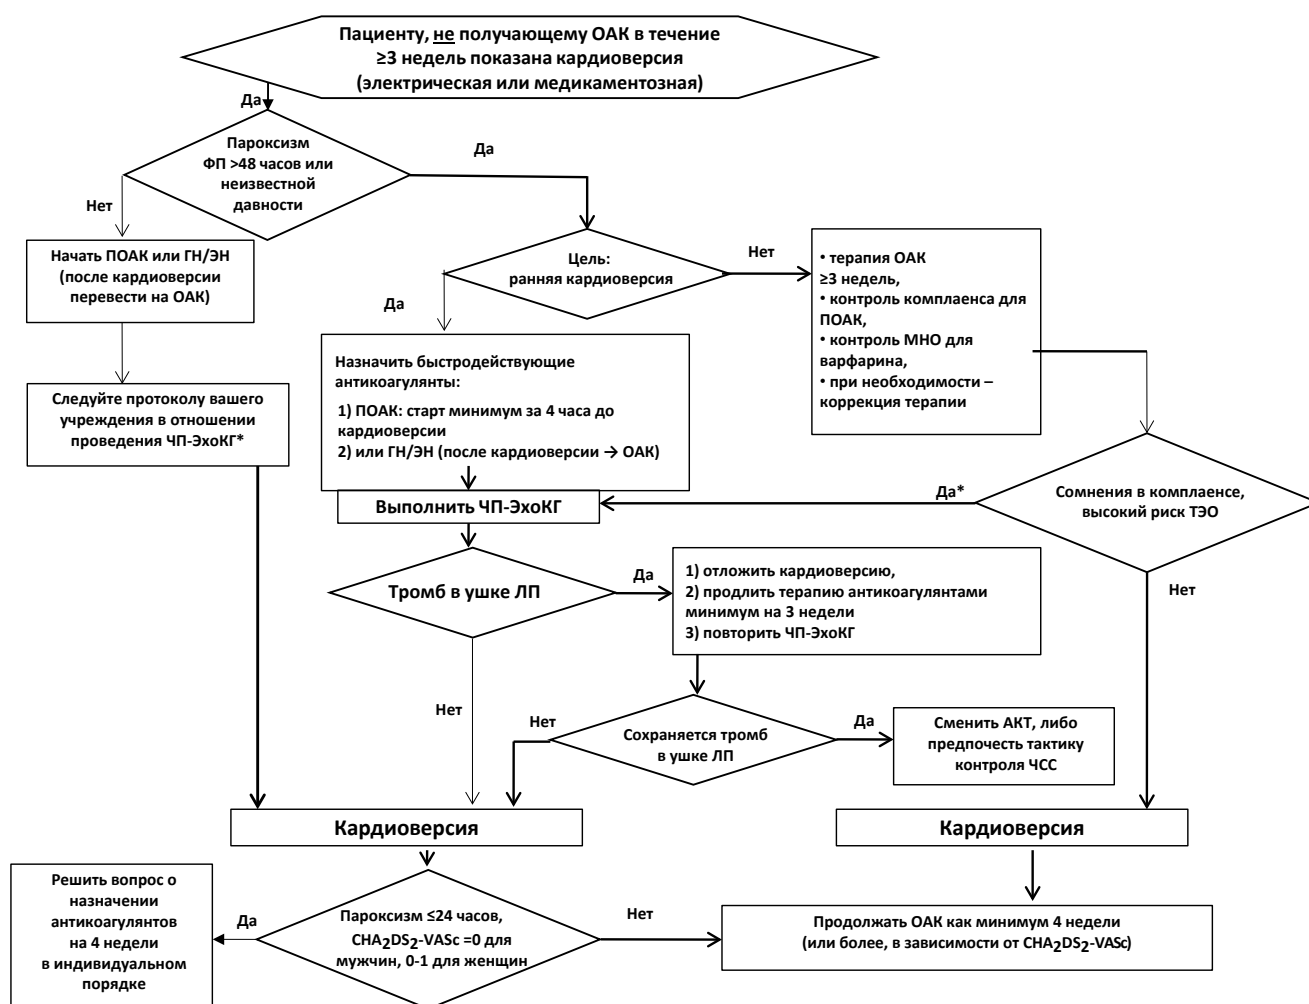 Пациенту, не получающему ОАК в течение
≥3 недель показана кардиоверсия
(электрическая или медикаментозная)
Да
Пароксизм
ФП >48 часов или
неизвестной
давности
Да
Нет
Начать ПОАК или ГН/ЭН
(после кардиоверсии
перевести на ОАК)
Цель:
ранняя кардиоверсия
Нет
• терапия ОАК
≥3 недель,
• контроль комплаенса для
ПОАК,
• контроль МНО для
варфарина,
• при необходимости –
коррекция терапии
Да
Назначить быстродействующие
антикоагулянты:
1) ПОАК: старт минимум за 4 часа до
кардиоверсии
2) или ГН/ЭН (после кардиоверсии → ОАК)
Следуйте протоколу вашего
учреждения в отношении
проведения ЧП-ЭхоКГ*
Выполнить ЧП-ЭхоКГ
Да*
Сомнения в комплаенсе,
высокий риск ТЭО
Тромб в ушке ЛП
Да
1) отложить кардиоверсию,
2) продлить терапию антикоагулянтами
минимум на 3 недели
3) повторить ЧП-ЭхоКГ
Нет
Нет
Нет
Сохраняется тромб
в ушке ЛП
Да
Сменить АКТ, либо
предпочесть тактику
контроля ЧСС
Кардиоверсия
Кардиоверсия
Решить вопрос о
назначении
антикоагулянтов
на 4 недели
в индивидуальном
порядке
Да
Пароксизм ≤24 часов,
CHA2DS2-VASc =0 для
мужчин, 0-1 для женщин
Нет
Продолжать ОАК как минимум 4 недели
(или более, в зависимости от CHA2DS2-VASc)